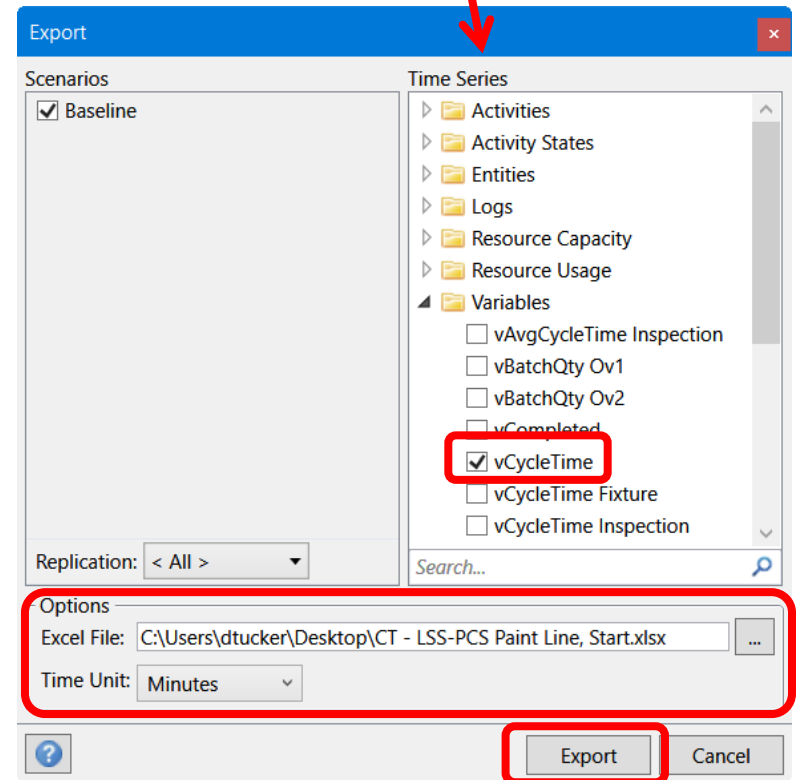 Export
Scenarios
Baseline
Replication: < All >
Time Series
Activities
Activity States
Entities
Logs
Resource Capacity
Resource Usage
Variables
vAvgCycleTime Inspection
vBatchQty Ov1
vBatchQty Ov2
vCompleted
vCycleTime
vCycleTime Fixture
vCycleTime Inspection
Search...
Options
Excel File: C:\Users\dtucker\Desktop\CT - LSS-PCS Paint Line, Start.xlsx ...
Time Unit: Minutes
? Export Cancel